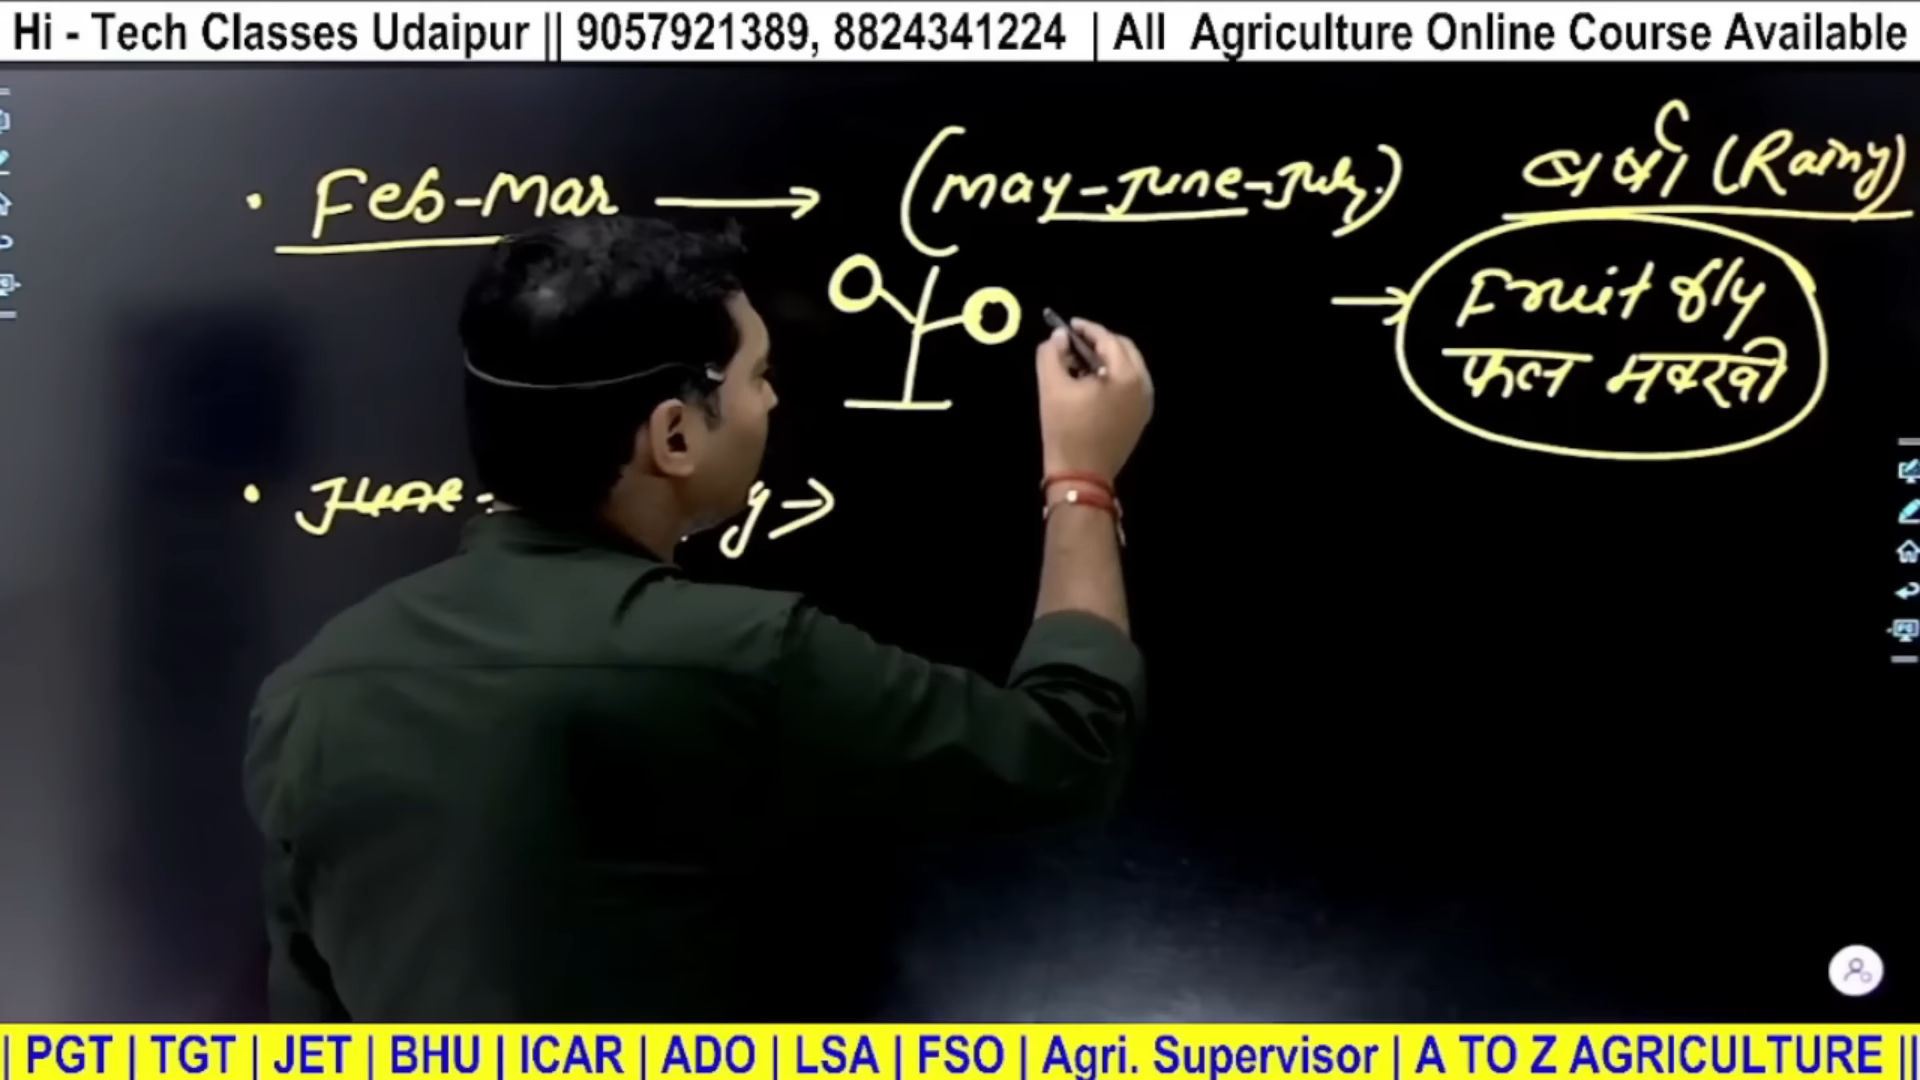 Hi - Tech Classes Udaipur || 9057921389, 8824341224 | All Agriculture Online Course Available
• Feb-Mar → (May-June-July) वर्षा (Rainy)
→ Fruit fly
फल मक्खी
• June-
| PGT | TGT | JET | BHU | ICAR | ADO | LSA | FSO | Agri. Supervisor | A TO Z AGRICULTURE ||